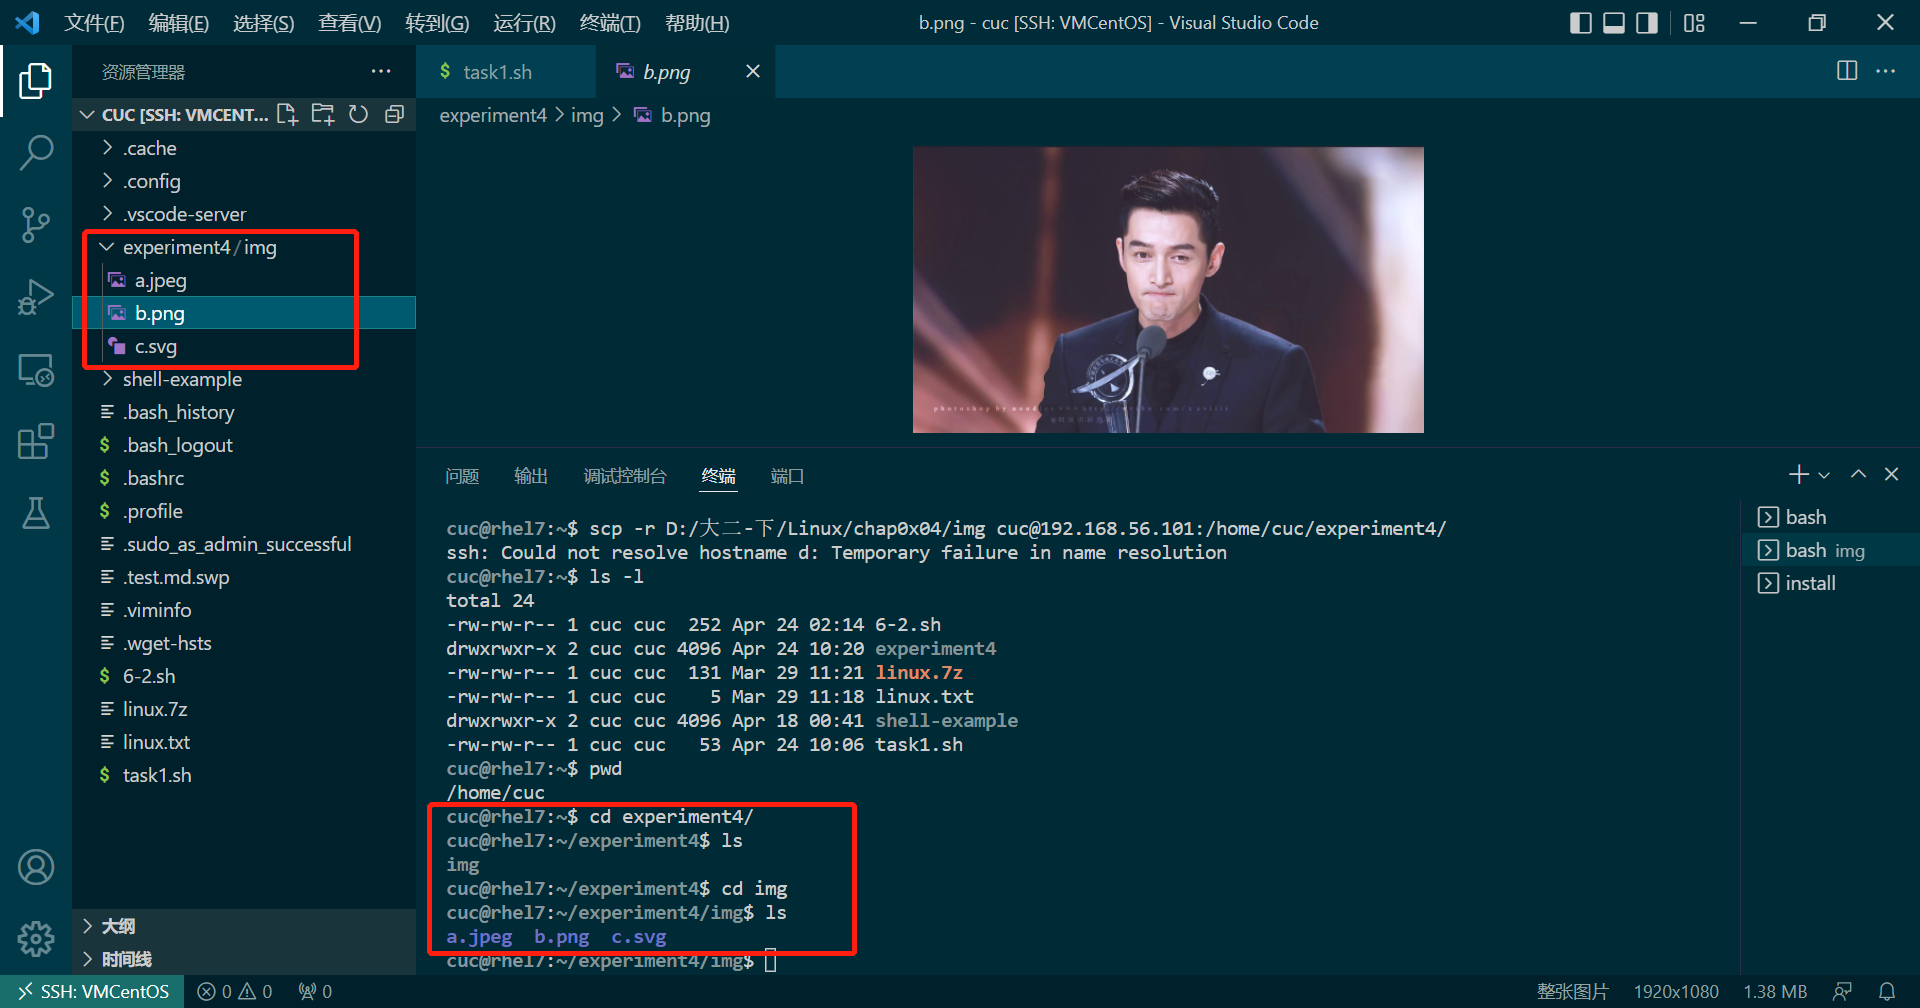 文件(F) 编辑(E) 选择(S) 查看(V) 转到(G) 运行(R) 终端(T) 帮助(H) b.png - cuc [SSH: VMCentOS] - Visual Studio Code
资源管理器
CUC [SSH: VMCENT...
.cache
.config
.vscode-server
experiment4/img
a.jpeg
b.png
c.svg
shell-example
.bash_history
.bash_logout
.bashrc
.profile
.sudo_as_admin_successful
.test.md.swp
.viminfo
.wget-hsts
6-2.sh
linux.7z
linux.txt
task1.sh
大纲
时间线
task1.sh b.png
experiment4 > img > b.png
photoshop by
问题 输出 调试控制台 终端 端口
cuc@rhel7:~$ scp -r D:/大二-下/Linux/chap0x04/img cuc@192.168.56.101:/home/cuc/experiment4/
ssh: Could not resolve hostname d: Temporary failure in name resolution
cuc@rhel7:~$ ls -l
total 24
-rw-rw-r-- 1 cuc cuc  252 Apr 24 02:14 6-2.sh
drwxrwxr-x 2 cuc cuc 4096 Apr 24 10:20 experiment4
-rw-rw-r-- 1 cuc cuc  131 Mar 29 11:21 linux.7z
-rw-rw-r-- 1 cuc cuc    5 Mar 29 11:18 linux.txt
drwxrwxr-x 2 cuc cuc 4096 Apr 18 00:41 shell-example
-rw-rw-r-- 1 cuc cuc   53 Apr 24 10:06 task1.sh
cuc@rhel7:~$ pwd
/home/cuc
cuc@rhel7:~$ cd experiment4/
cuc@rhel7:~/experiment4$ ls
img
cuc@rhel7:~/experiment4$ cd img
cuc@rhel7:~/experiment4/img$ ls
a.jpeg  b.png  c.svg
cuc@rhel7:~/experiment4/img$
bash
bash img
install
SSH: VMCentOS 0 0 0 整张图片 1920x1080 1.38 MB